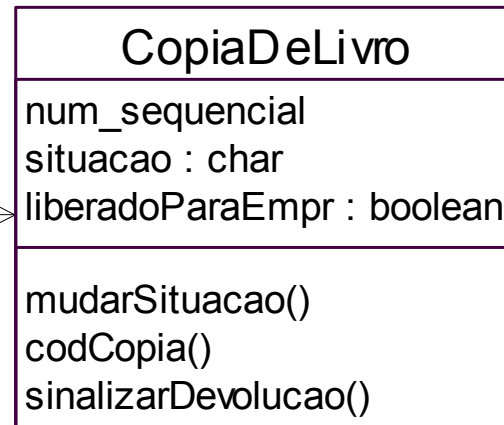 CopiaDeLivro
num_sequencial
situacao : char
liberadoParaEmpr : boolean
mudarSituacao()
codCopia()
sinalizarDevolucao()